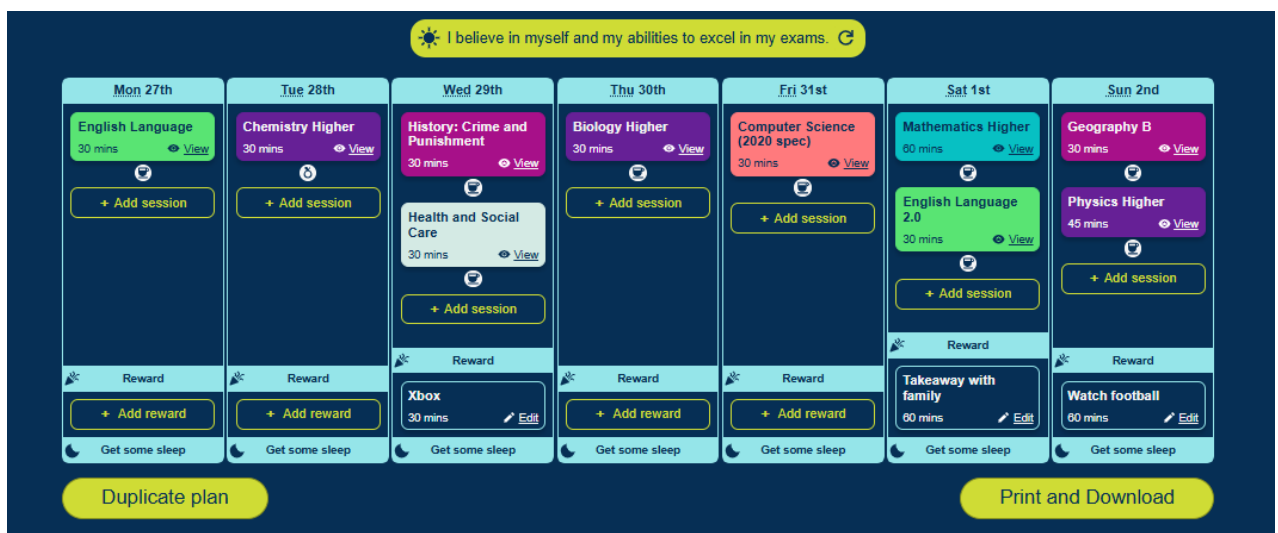 I believe in myself and my abilities to excel in my exams.
Mon 27th
English Language
30 mins View
+ Add session
Reward
+ Add reward
Get some sleep
Tue 28th
Chemistry Higher
30 mins View
+ Add session
Reward
+ Add reward
Get some sleep
Wed 29th
History: Crime and
Punishment
30 mins View
Health and Social
Care
30 mins View
+ Add session
Reward
Xbox
30 mins Edit
Get some sleep
Thu 30th
Biology Higher
30 mins View
+ Add session
Reward
+ Add reward
Get some sleep
Fri 31st
Computer Science
(2020 spec)
30 mins View
+ Add session
Reward
+ Add reward
Get some sleep
Sat 1st
Mathematics Higher
60 mins View
English Language
2.0
30 mins View
+ Add session
Reward
Takeaway with
family
60 mins Edit
Get some sleep
Sun 2nd
Geography B
30 mins View
Physics Higher
45 mins View
+ Add session
Reward
Watch football
60 mins Edit
Get some sleep
Duplicate plan
Print and Download